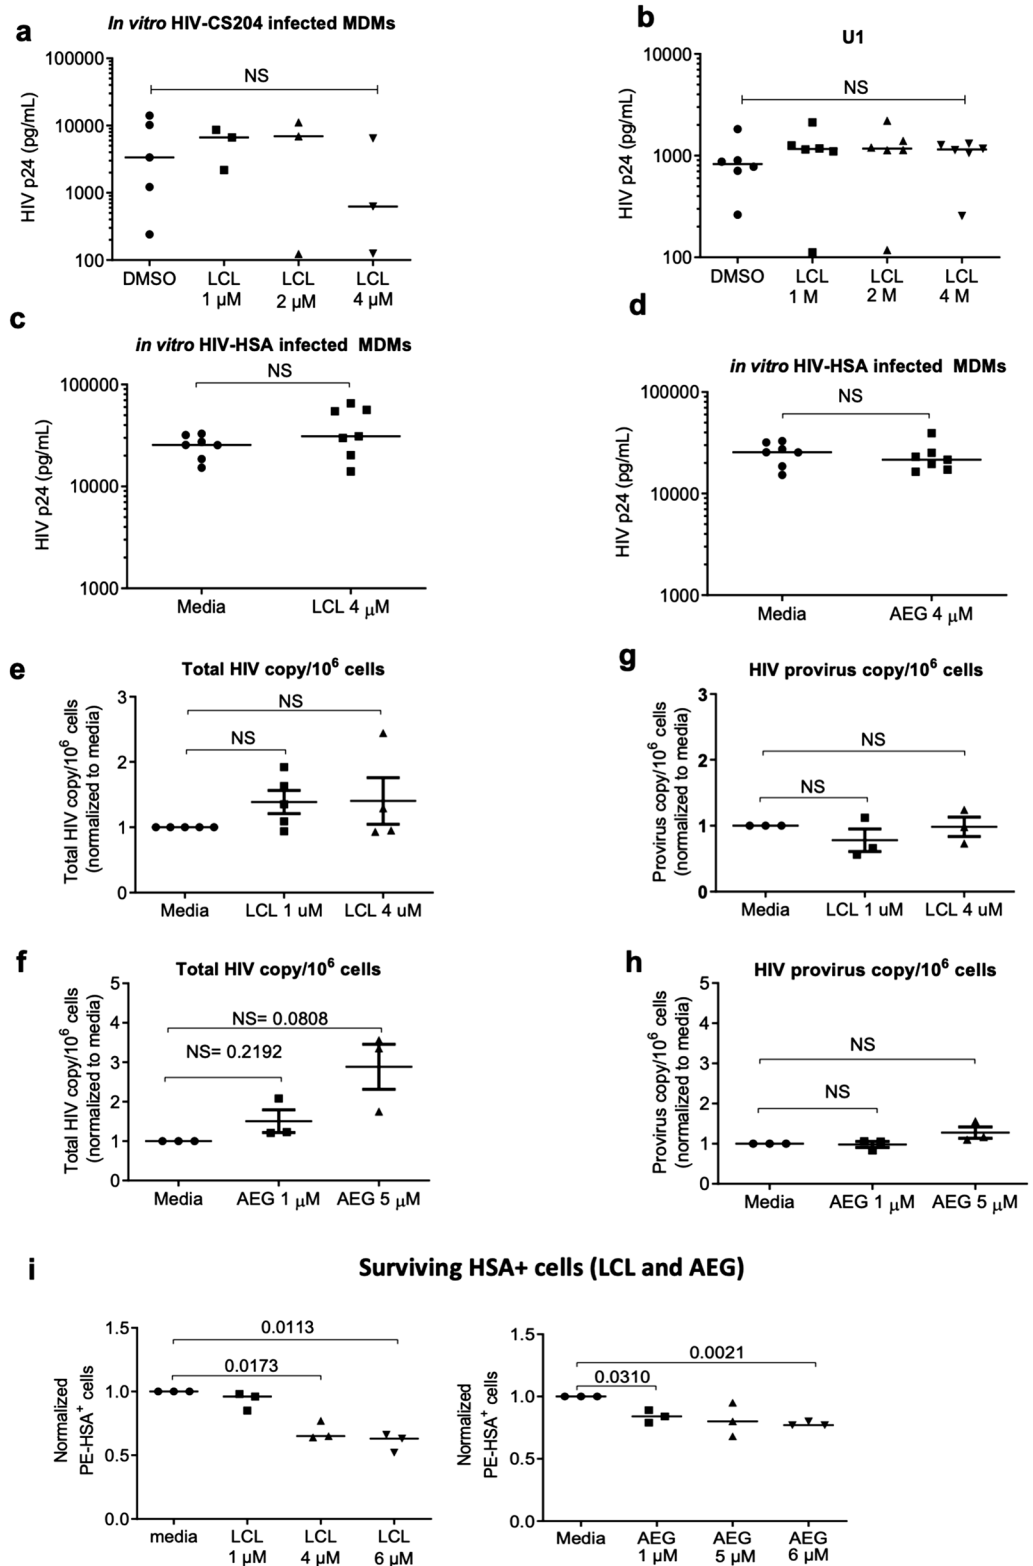 a
In vitro HIV-CS204 infected MDMs
HIV p24 (pg/mL)
100000
10000
1000
100
NS
DMSO
LCL 1 µM
LCL 2 µM
LCL 4 µM
b
U1
HIV p24 (pg/mL)
10000
1000
100
NS
DMSO
LCL 1 M
LCL 2 M
LCL 4 M
c
in vitro HIV-HSA infected MDMs
HIV p24 (pg/mL)
100000
10000
1000
NS
Media
LCL 4 µM
d
in vitro HIV-HSA infected MDMs
HIV p24 (pg/mL)
100000
10000
1000
NS
Media
AEG 4 µM
e
Total HIV copy/10⁶ cells
Total HIV copy/10⁶ cells
(normalized to media)
3
2
1
0
NS
NS
Media
LCL 1 uM
LCL 4 uM
g
HIV provirus copy/10⁶ cells
Provirus copy/10⁶ cells
(normalized to media)
3
2
1
0
NS
NS
Media
LCL 1 uM
LCL 4 uM
f
Total HIV copy/10⁶ cells
Total HIV copy/10⁶ cells
(normalized to media)
5
4
3
2
1
0
NS= 0.0808
NS= 0.2192
Media
AEG 1 µM
AEG 5 µM
h
HIV provirus copy/10⁶ cells
Provirus copy/10⁶ cells
(normalized to media)
5
4
3
2
1
0
NS
NS
Media
AEG 1 µM
AEG 5 µM
i
Surviving HSA+ cells (LCL and AEG)
Normalized
PE-HSA⁺ cells
1.5
1.0
0.5
0.0
0.0113
0.0173
media
LCL 1 µM
LCL 4 µM
LCL 6 µM
Normalized
PE-HSA⁺ cells
1.5
1.0
0.5
0.0
0.0021
0.0310
Media
AEG 1 µM
AEG 5 µM
AEG 6 µM